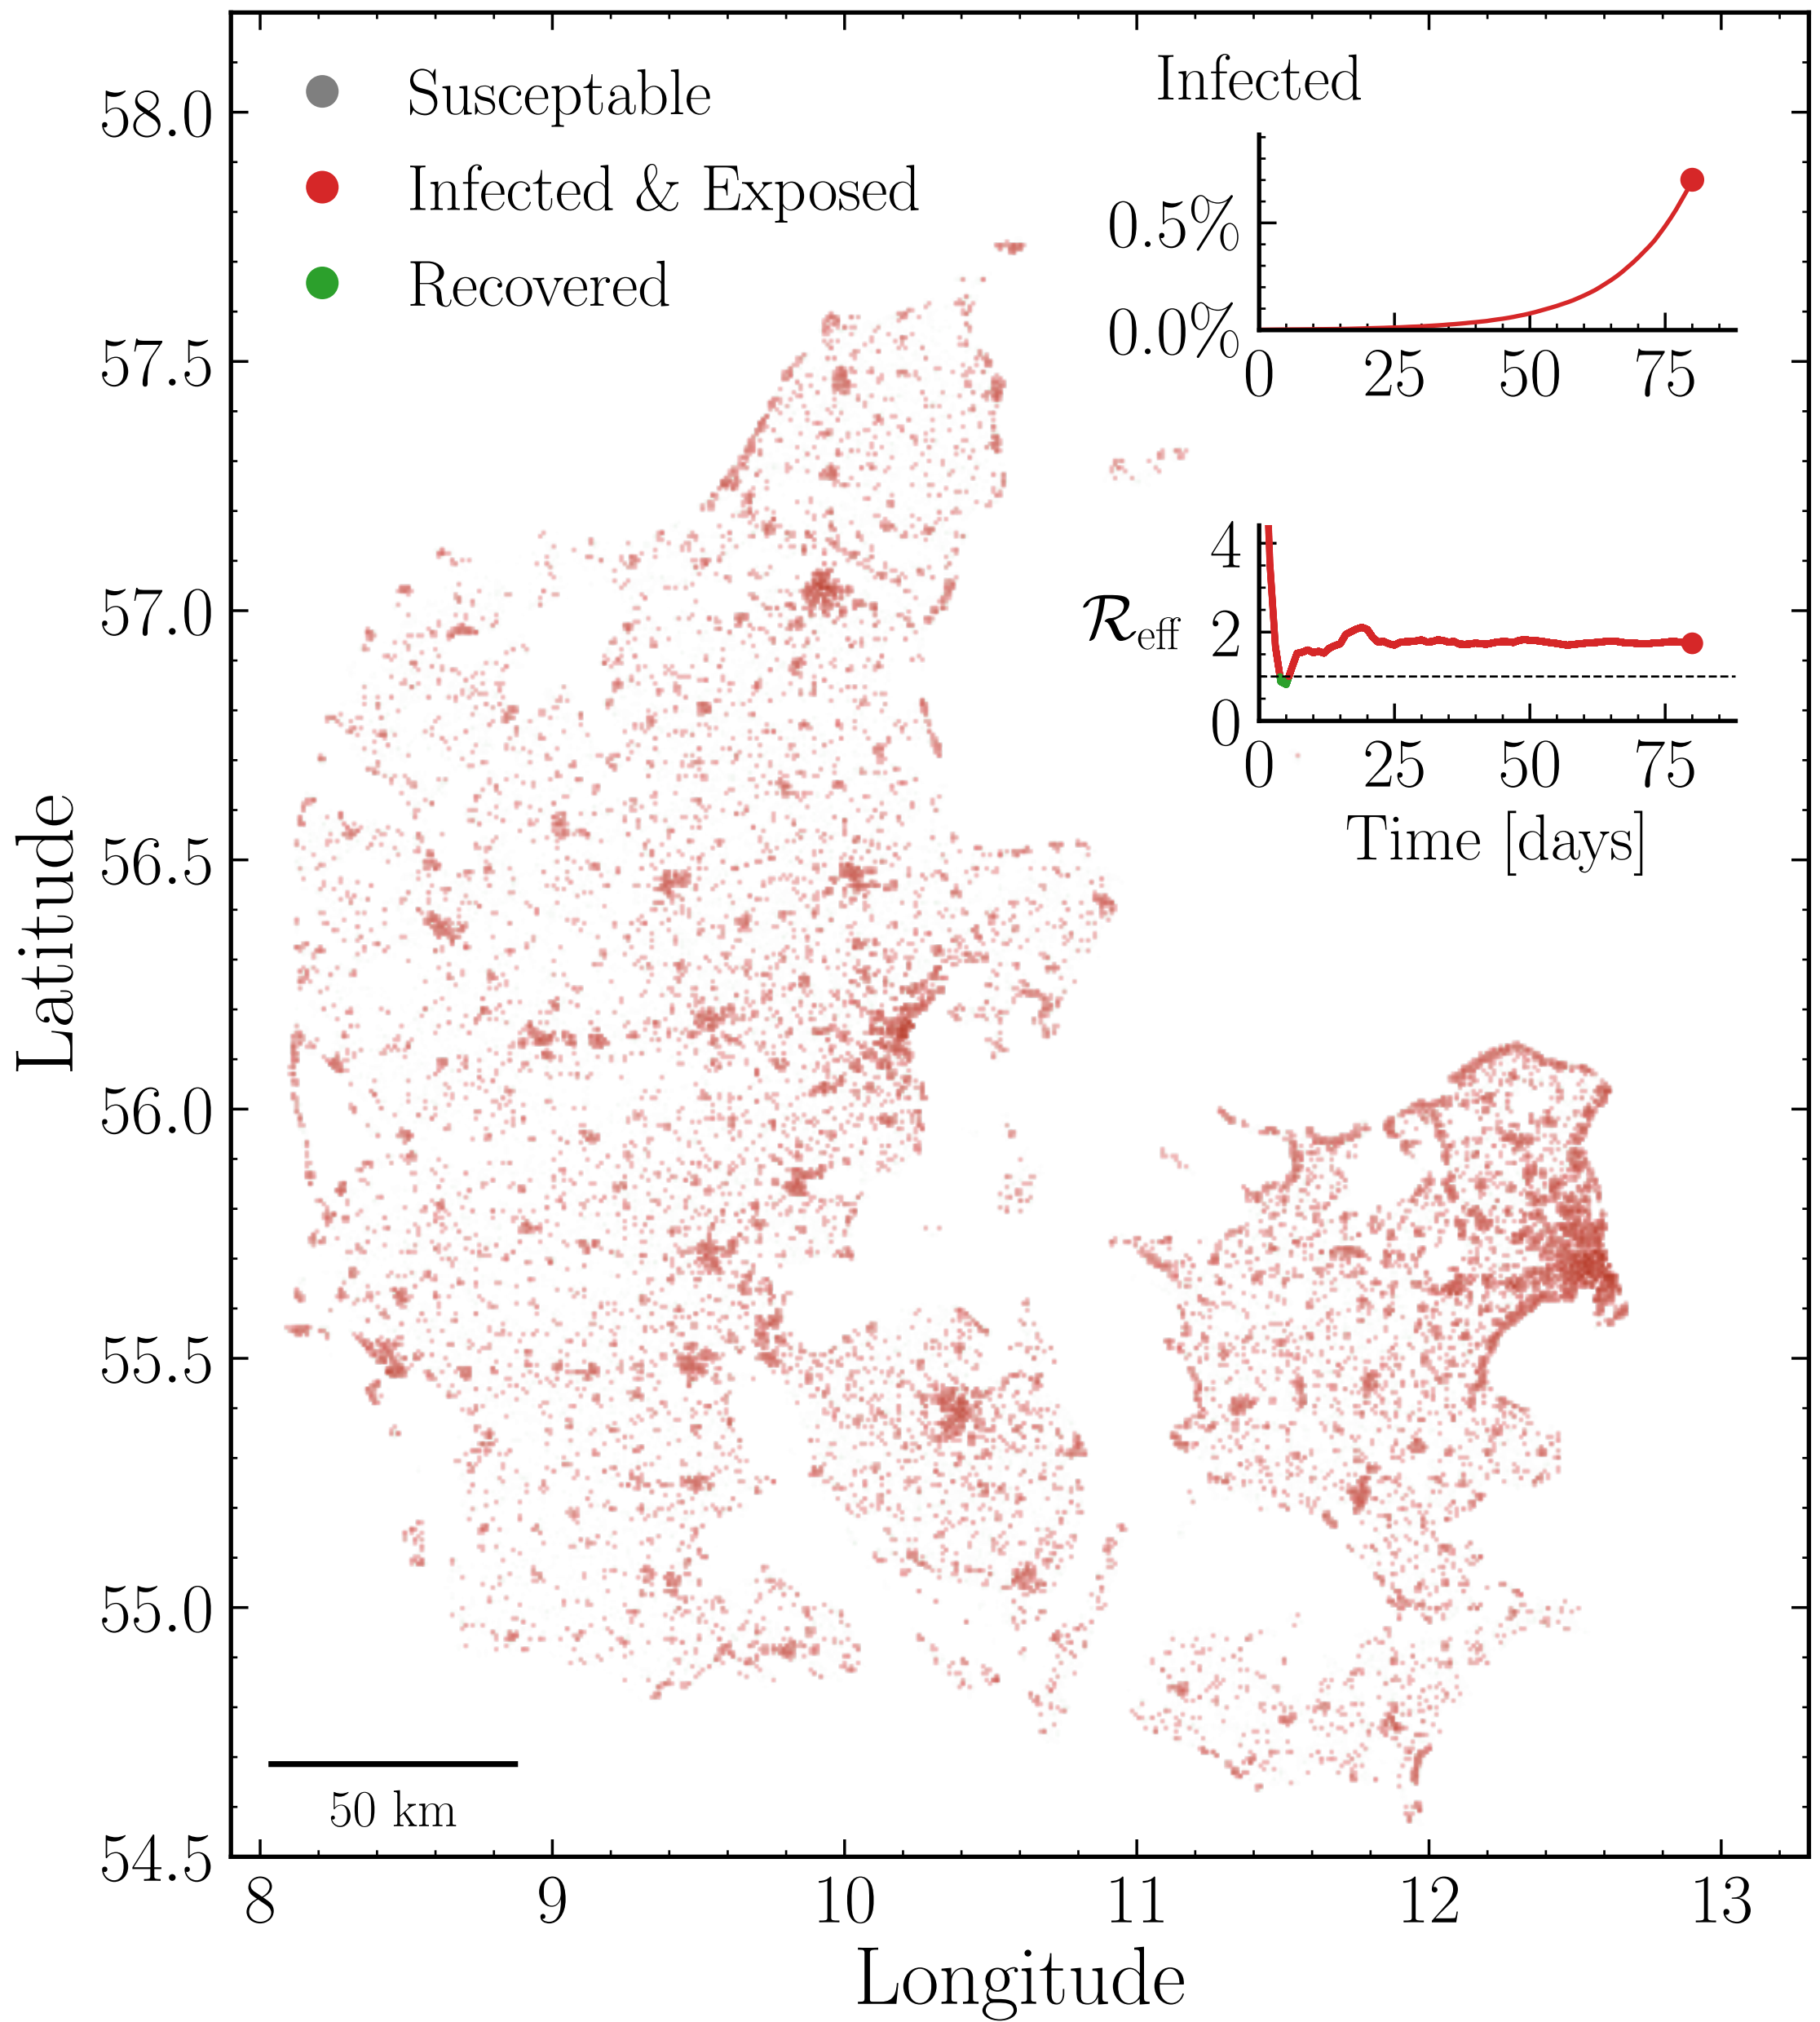 Susceptable
Infected & Exposed
Recovered
Infected
0.5%
0.0%
0 25 50 75
4
2
0
ℛeff
0 25 50 75
Time [days]
58.0
57.5
57.0
56.5
56.0
55.5
55.0
54.5
Latitude
50 km
8 9 10 11 12 13
Longitude